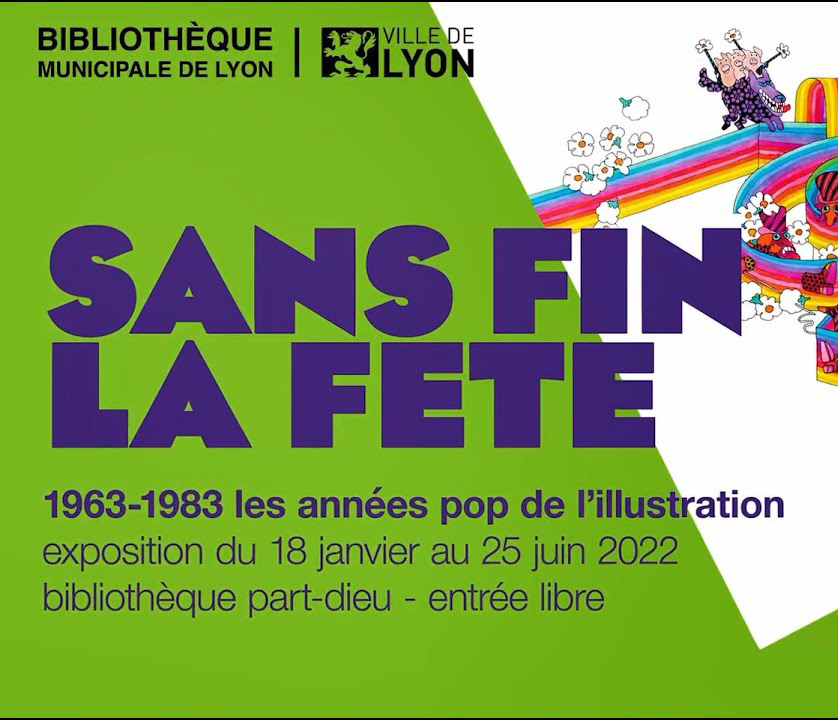 BIBLIOTHÈQUE
MUNICIPALE DE LYON
VILLE DE
LYON
SANS FIN
LA FETE
1963-1983 les années pop de l'illustration
exposition du 18 janvier au 25 juin 2022
bibliothèque part-dieu - entrée libre